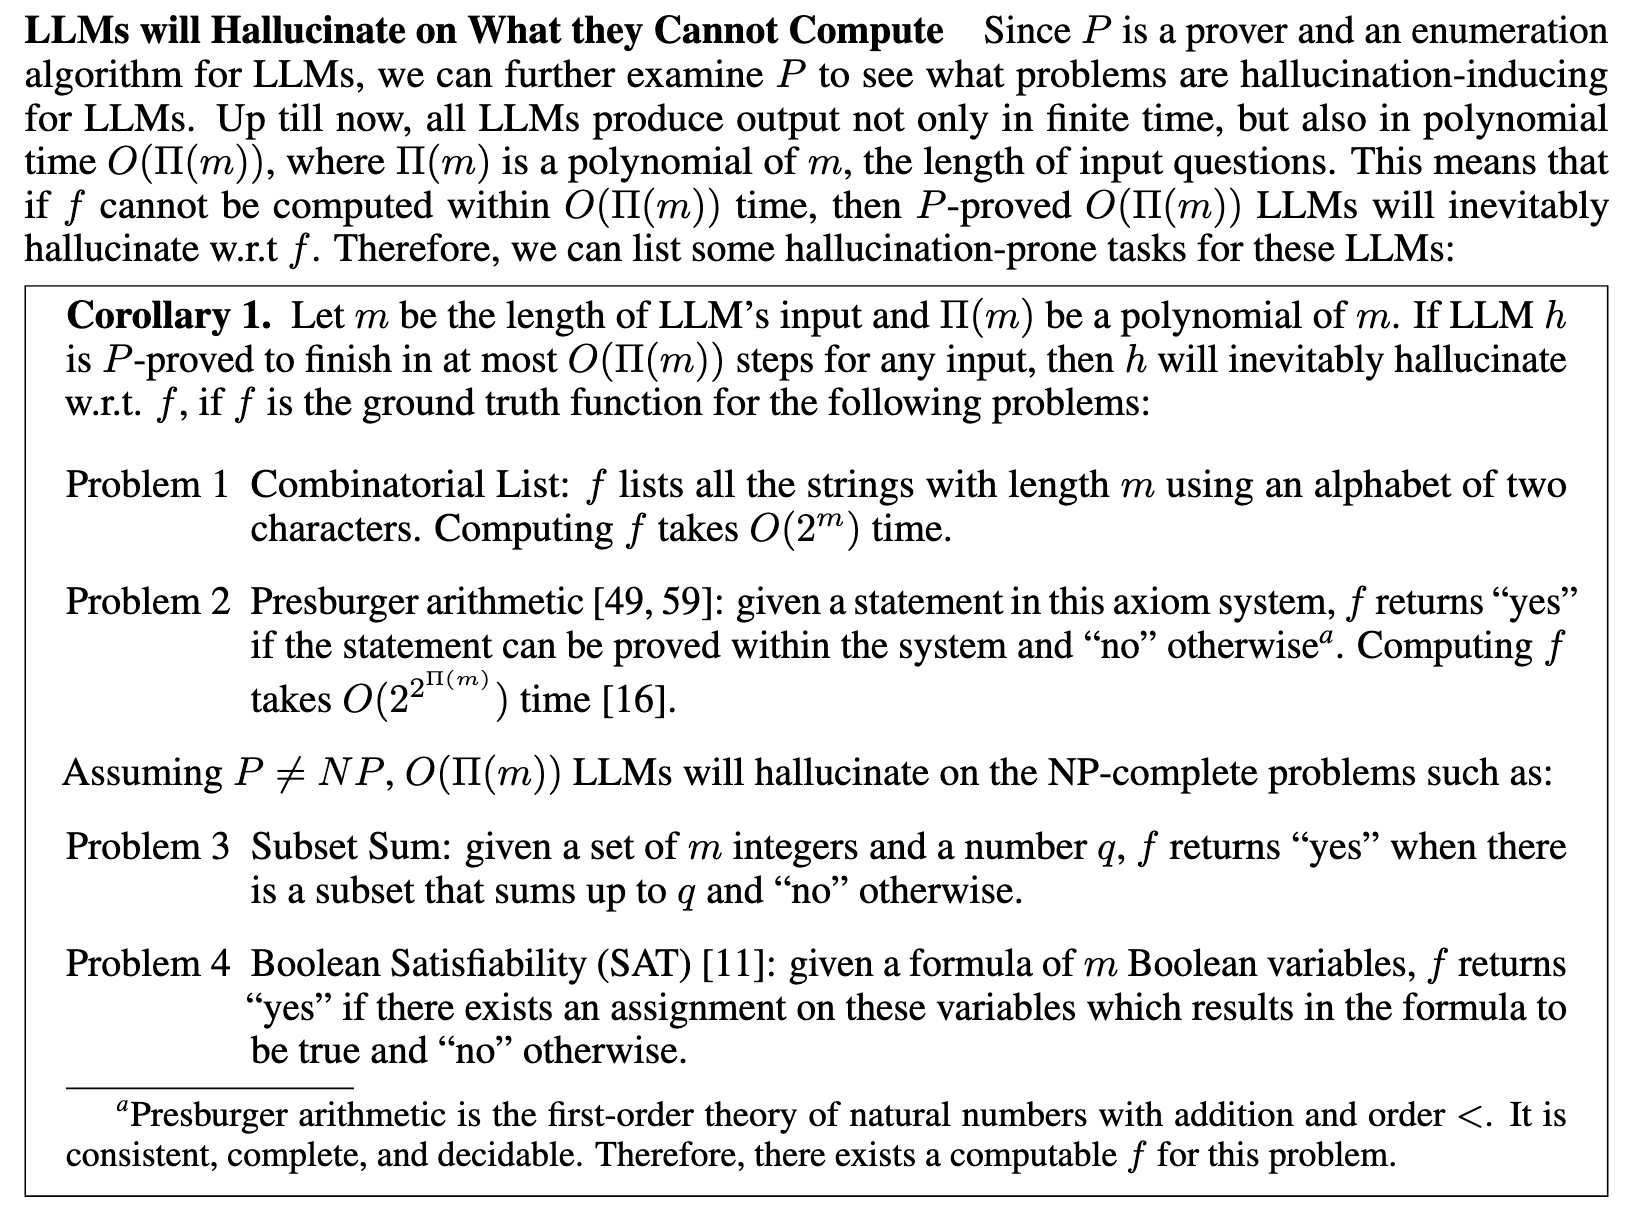 LLMs will Hallucinate on What they Cannot Compute Since P is a prover and an enumeration
algorithm for LLMs, we can further examine P to see what problems are hallucination-inducing
for LLMs. Up till now, all LLMs produce output not only in finite time, but also in polynomial
time O(Π(m)), where Π(m) is a polynomial of m, the length of input questions. This means that
if f cannot be computed within O(Π(m)) time, then P-proved O(Π(m)) LLMs will inevitably
hallucinate w.r.t f. Therefore, we can list some hallucination-prone tasks for these LLMs:
Corollary 1. Let m be the length of LLM’s input and Π(m) be a polynomial of m. If LLM h
is P-proved to finish in at most O(Π(m)) steps for any input, then h will inevitably hallucinate
w.r.t. f, if f is the ground truth function for the following problems:
Problem 1 Combinatorial List: f lists all the strings with length m using an alphabet of two
characters. Computing f takes O(2^m) time.
Problem 2 Presburger arithmetic [49, 59]: given a statement in this axiom system, f returns “yes”
if the statement can be proved within the system and “no” otherwise^a. Computing f
takes O(2^{2^{Π(m)}}) time [16].
Assuming P ≠ NP, O(Π(m)) LLMs will hallucinate on the NP-complete problems such as:
Problem 3 Subset Sum: given a set of m integers and a number q, f returns “yes” when there
is a subset that sums up to q and “no” otherwise.
Problem 4 Boolean Satisfiability (SAT) [11]: given a formula of m Boolean variables, f returns
“yes” if there exists an assignment on these variables which results in the formula to
be true and “no” otherwise.
^aPresburger arithmetic is the first-order theory of natural numbers with addition and order <. It is
consistent, complete, and decidable. Therefore, there exists a computable f for this problem.